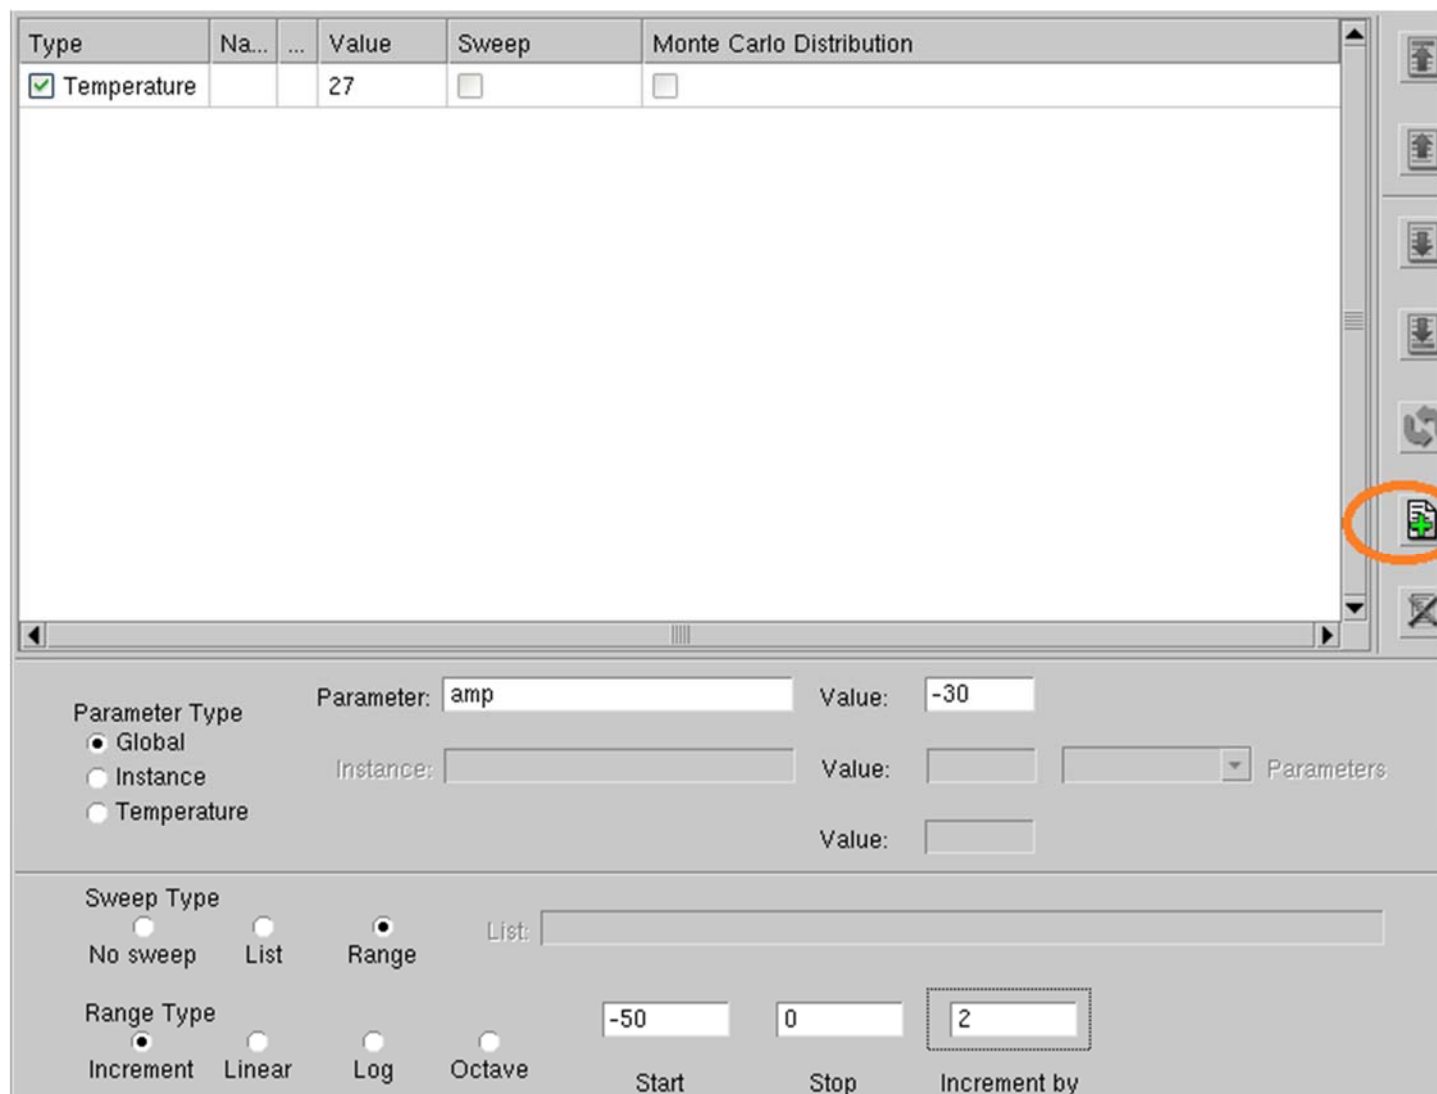 Type Na... ... Value Sweep Monte Carlo Distribution
Temperature 27
Parameter Type
Parameter: amp Value: -30
Global
Instance
Instance: Value: Parameters
Temperature
Value:
Sweep Type
No sweep List Range List:
Range Type
-50 0 2
Increment Linear Log Octave
Start Stop Increment by